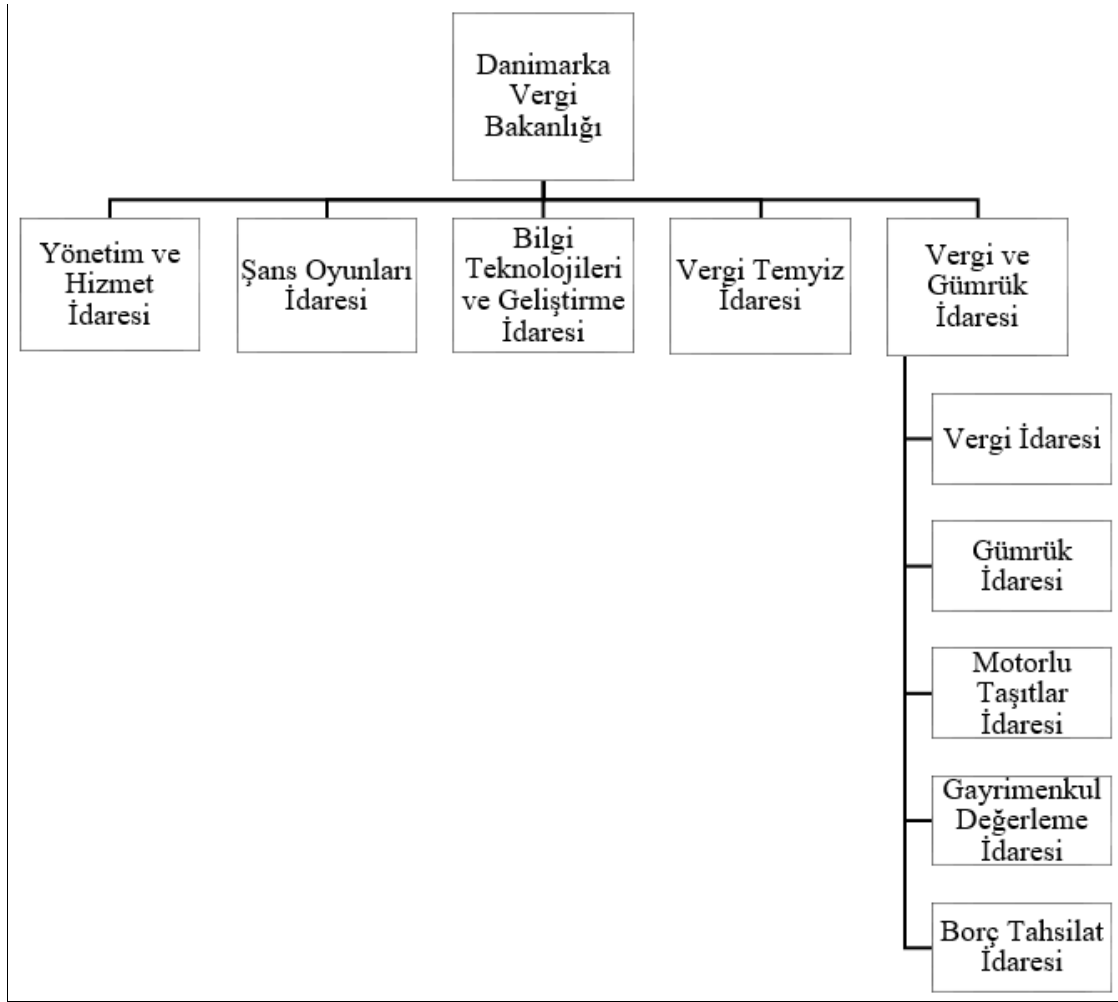 Danimarka
Vergi
Bakanlığı
Yönetim ve
Hizmet
İdaresi
Şans Oyunları
İdaresi
Bilgi
Teknolojileri
ve Geliştirme
İdaresi
Vergi Temyiz
İdaresi
Vergi ve
Gümrük
İdaresi
Vergi İdaresi
Gümrük
İdaresi
Motorlu
Taşıtlar
İdaresi
Gayrimenkul
Değerleme
İdaresi
Borç Tahsilat
İdaresi